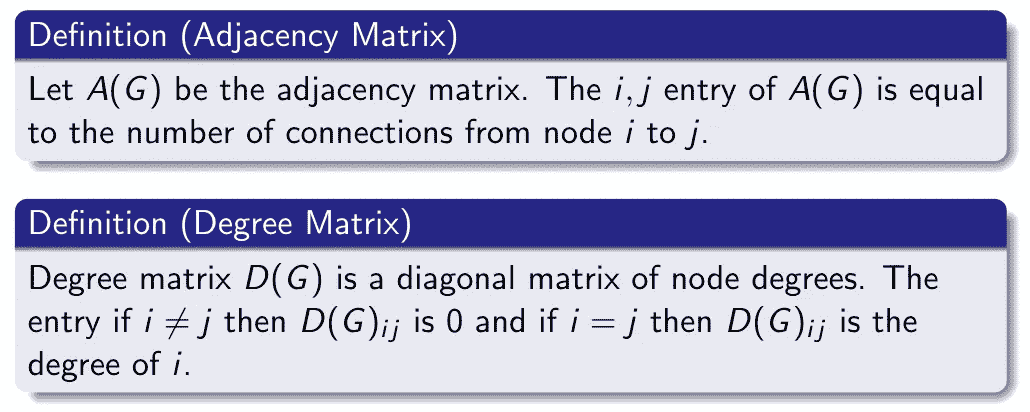 Definition (Adjacency Matrix)
Let A(G) be the adjacency matrix. The i, j entry of A(G) is equal
to the number of connections from node i to j.
Definition (Degree Matrix)
Degree matrix D(G) is a diagonal matrix of node degrees. The
entry if i ≠ j then D(G)ij is 0 and if i = j then D(G)ij is the
degree of i.